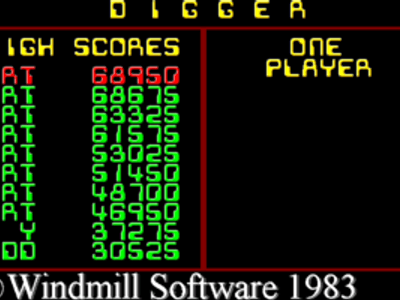 D I G G E R
IGH SCORES
RT 68950
RT 68675
RT 63325
RT 61575
RT 53025
RT 51450
RT 48700
RT 46950
Y 37275
DD 30525
ONE
PLAYER
Windmill Software 1983